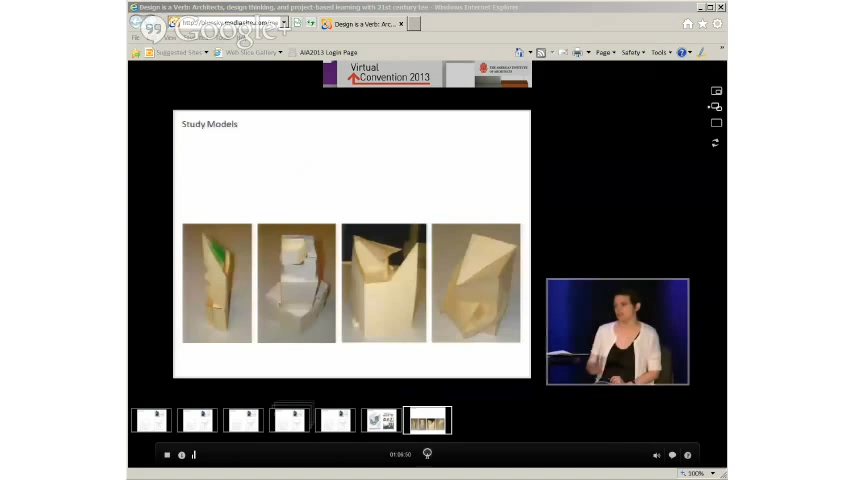 Design is a Verb: Architects, design thinking, and project-based learning with 21st century tee - Windows Internet Explorer
Google+
Design is a Verb: Arc...
Suggested Sites
Web Slice Gallery
AIA2013 Login Page
Page
Safety
Tools
Virtual
Convention 2013
THE AMERICAN INSTITUTE
OF ARCHITECTS
Study Models
01:06:50
100%